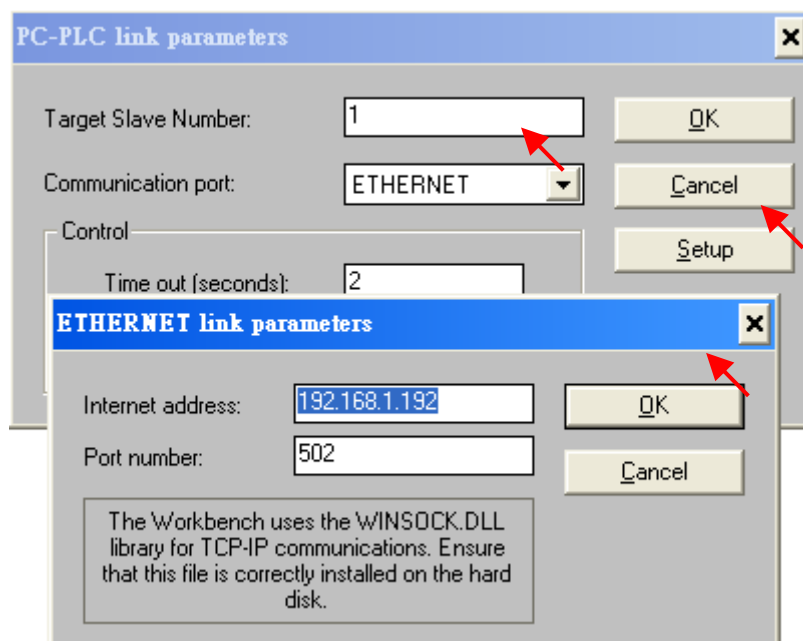 PC-PLC link parameters
Target Slave Number: 1 OK
Communication port: ETHERNET Cancel
Control Setup
Time out (seconds): 2
ETHERNET link parameters
Internet address: 192.168.1.192 OK
Port number: 502 Cancel
The Workbench uses the WINSOCK.DLL
library for TCP-IP communications. Ensure
that this file is correctly installed on the hard
disk.